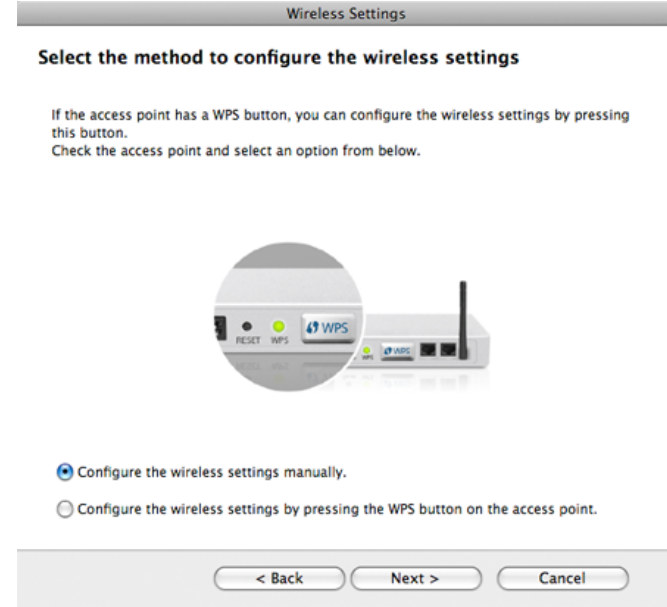 Wireless Settings
Select the method to configure the wireless settings
If the access point has a WPS button, you can configure the wireless settings by pressing
this button.
Check the access point and select an option from below.
WPS
RESET WPS
WPS WPS
Configure the wireless settings manually.
Configure the wireless settings by pressing the WPS button on the access point.
< Back Next > Cancel